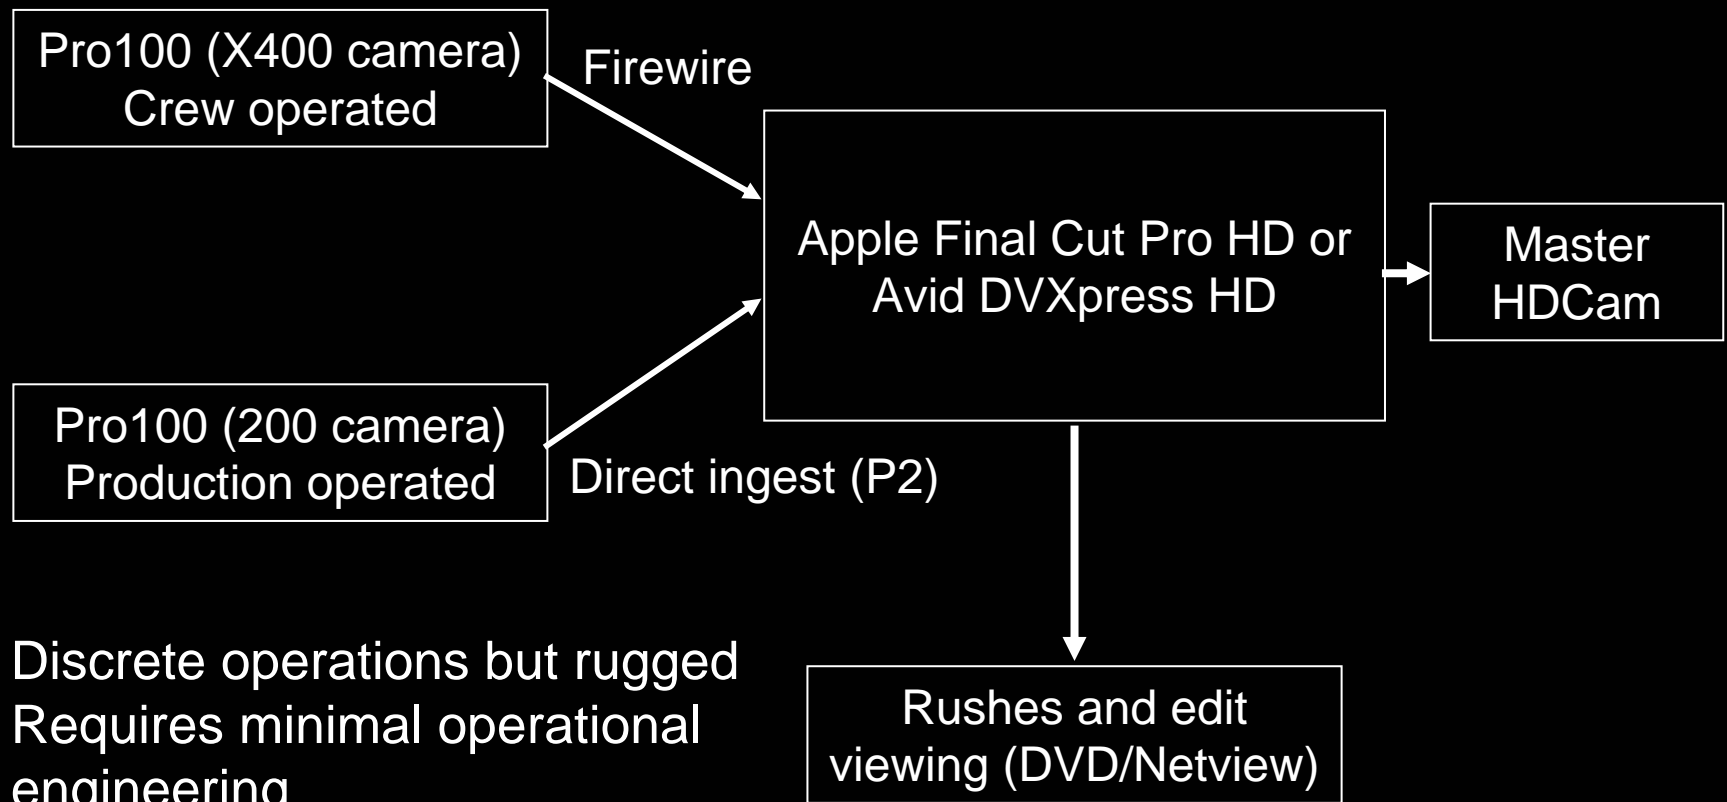 Pro100 (X400 camera)
Crew operated
Firewire
Apple Final Cut Pro HD or
Avid DVXpress HD
Master
HDCam
Pro100 (200 camera)
Production operated
Direct ingest (P2)
Discrete operations but rugged
Requires minimal operational
engineering
Rushes and edit
viewing (DVD/Netview)